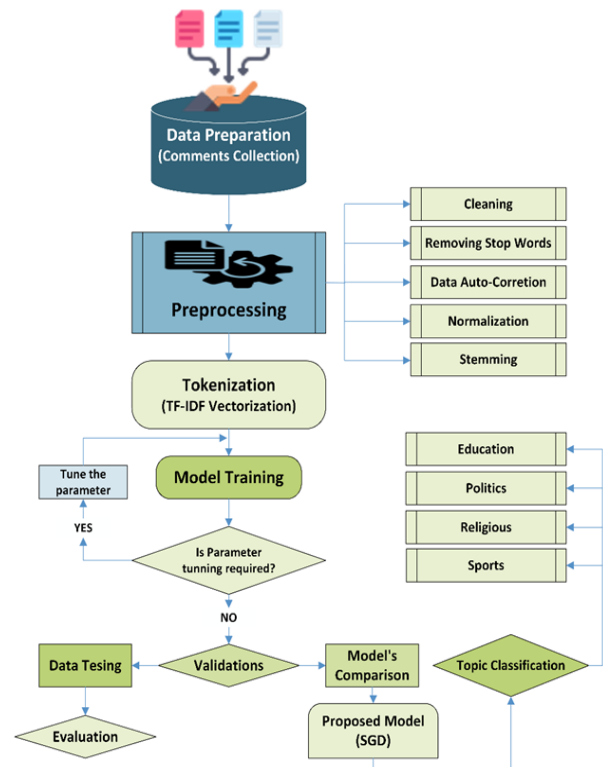 Data Preparation
(Comments Collection)
Cleaning
Removing Stop Words
Data Auto-Corretion
Normalization
Stemming
Preprocessing
Tokenization
(TF-IDF Vectorization)
Education
Politics
Religious
Sports
Tune the
parameter
Model Training
YES
Is Parameter
tunning required?
NO
Data Tesing
Validations
Model's
Comparison
Topic Classification
Evaluation
Proposed Model
(SGD)